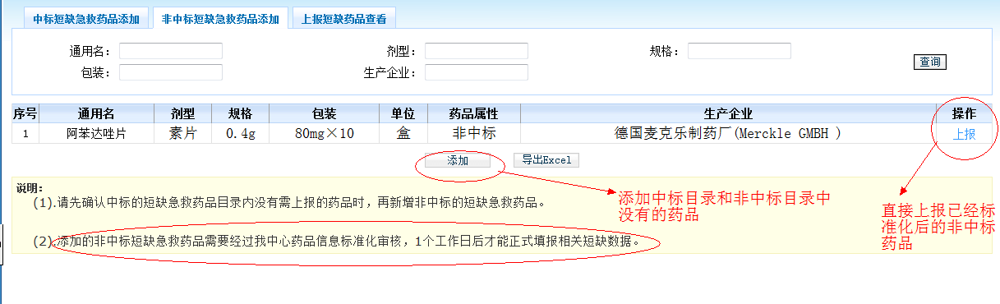 中标短缺急救药品添加 非中标短缺急救药品添加 上报短缺药品查看
通用名： 剂型： 规格：
包装： 生产企业： 查询
序号 通用名 剂型 规格 包装 单位 药品属性 生产企业 操作
1 阿苯达唑片 素片 0.4g 80mg×10 盒 非中标 德国麦克乐制药厂(Merckle GMBH ) 上报
添加 导出Excel
说明：
(1).请先确认中标的短缺急救药品目录内没有需上报的药品时，再新增非中标的短缺急救药品。
(2).添加的非中标短缺急救药品需要经过我中心药品信息标准化审核，1个工作日后才能正式填报相关短缺数据。
添加中标目录和非中标目录中
没有的药品
直接上报已经标
准化后的非中标
药品